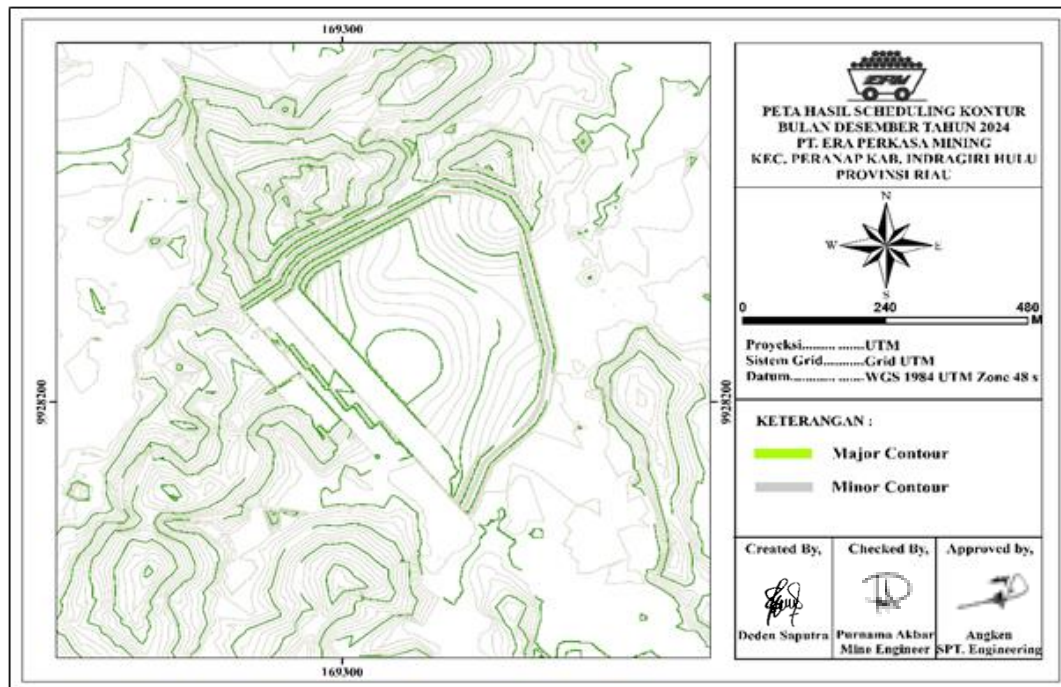 169300
9928200
9928200
169300
EPM
PETA HASIL SCHEDULING KONTUR
BULAN DESEMBER TAHUN 2024
PT. ERA PERKASA MINING
KEC. PERANAP KAB. INDRAGIRI HULU
PROVINSI RIAU
N
W E
S
0 240 480
M
Proyeksi.......... .......UTM
Sistem Grid..........Grid UTM
Datum.......... .......WGS 1984 UTM Zone 48 s
KETERANGAN :
Major Contour
Minor Contour
Created By, Checked By, Approved by,
Deden Saputra Purnama Akbar Angken
Mine Engineer SPT. Engineering